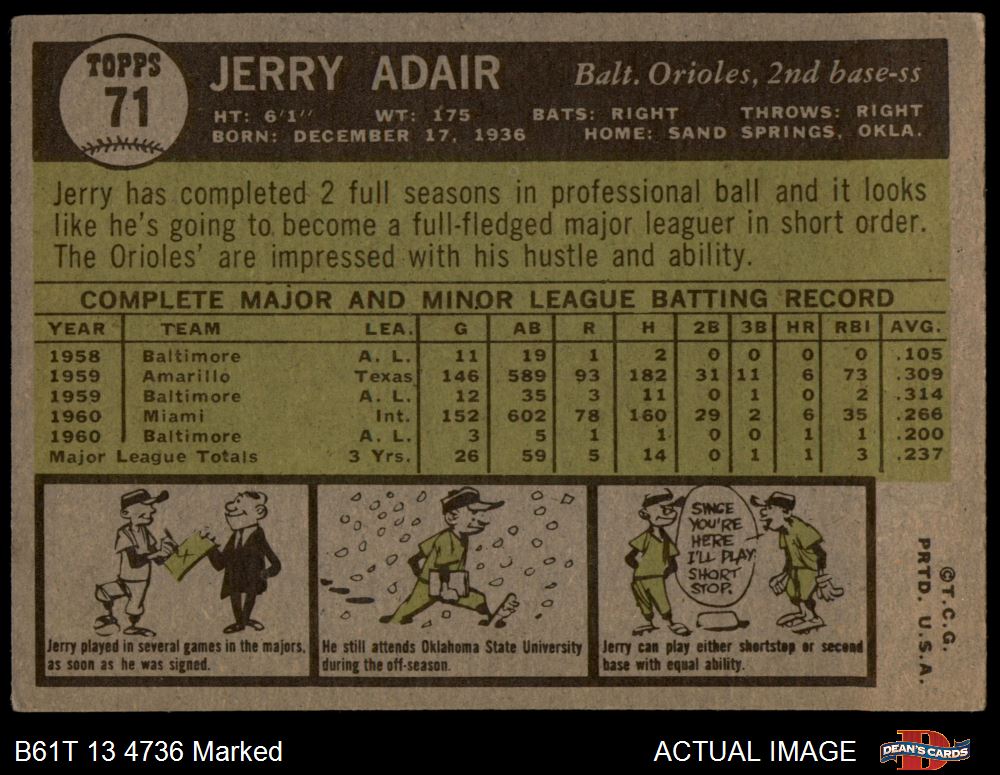 TOPPS
71
JERRY ADAIR
Balt. Orioles, 2nd base-ss
HT: 6'1" WT: 175 BATS: RIGHT THROWS: RIGHT
BORN: DECEMBER 17, 1936 HOME: SAND SPRINGS, OKLA.
Jerry has completed 2 full seasons in professional ball and it looks
like he's going to become a full-fledged major leaguer in short order.
The Orioles' are impressed with his hustle and ability.
COMPLETE MAJOR AND MINOR LEAGUE BATTING RECORD
YEAR TEAM LEA. G AB R H 2B 3B HR RBI AVG.
1958 Baltimore A. L. 11 19 1 2 0 0 0 0 .105
1959 Amarillo Texas 146 589 93 182 31 11 6 73 .309
1959 Baltimore A. L. 12 35 3 11 0 1 0 2 .314
1960 Miami Int. 152 602 78 160 29 2 6 35 .266
1960 Baltimore A. L. 3 5 1 1 0 0 1 1 .200
Major League Totals 3 Yrs. 26 59 5 14 0 1 1 3 .237
X
Jerry played in several games in the majors,
as soon as he was signed.
He still attends Oklahoma State University
during the off-season.
SINCE
YOU'RE
HERE
I'LL PLAY
SHORT
STOP.
Jerry can play either shortstop or second
base with equal ability.
©T.C.G.
PRTD. U.S.A.
B61T 13 4736 Marked
ACTUAL IMAGE
D
DEAN'S CARDS